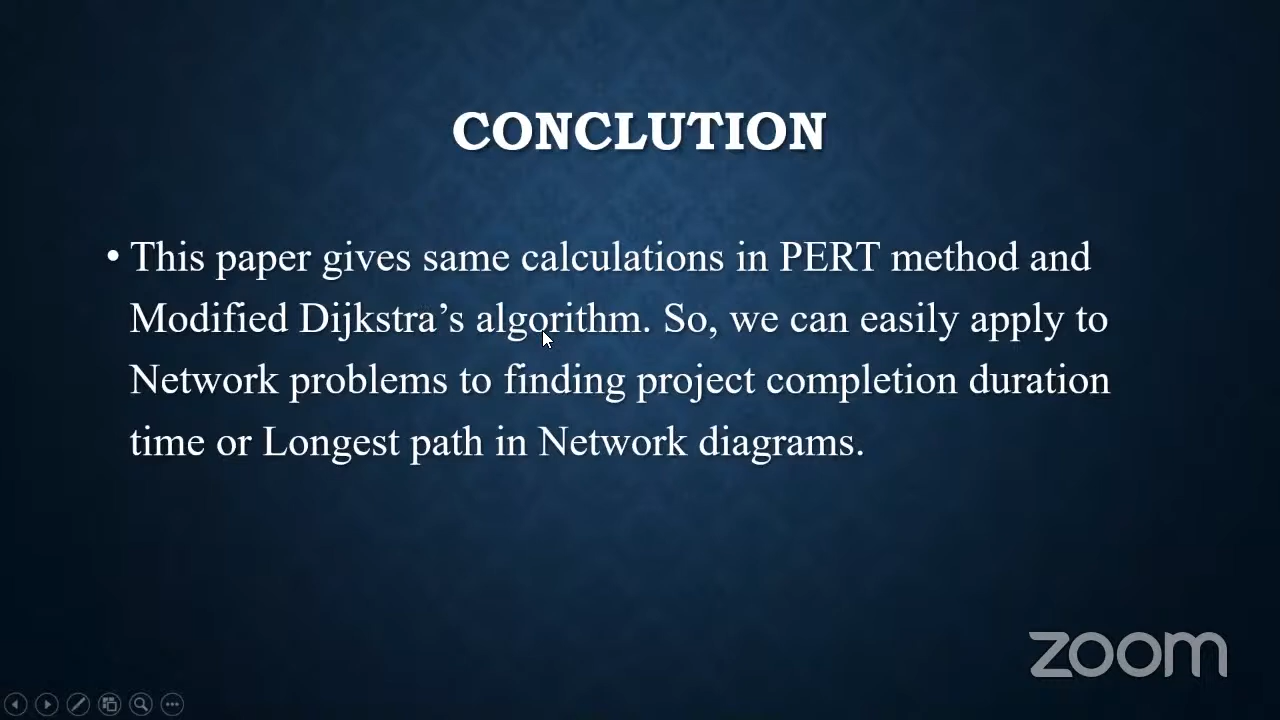 CONCLUTION
• This paper gives same calculations in PERT method and
Modified Dijkstra’s algorithm. So, we can easily apply to
Network problems to finding project completion duration
time or Longest path in Network diagrams.
zoom